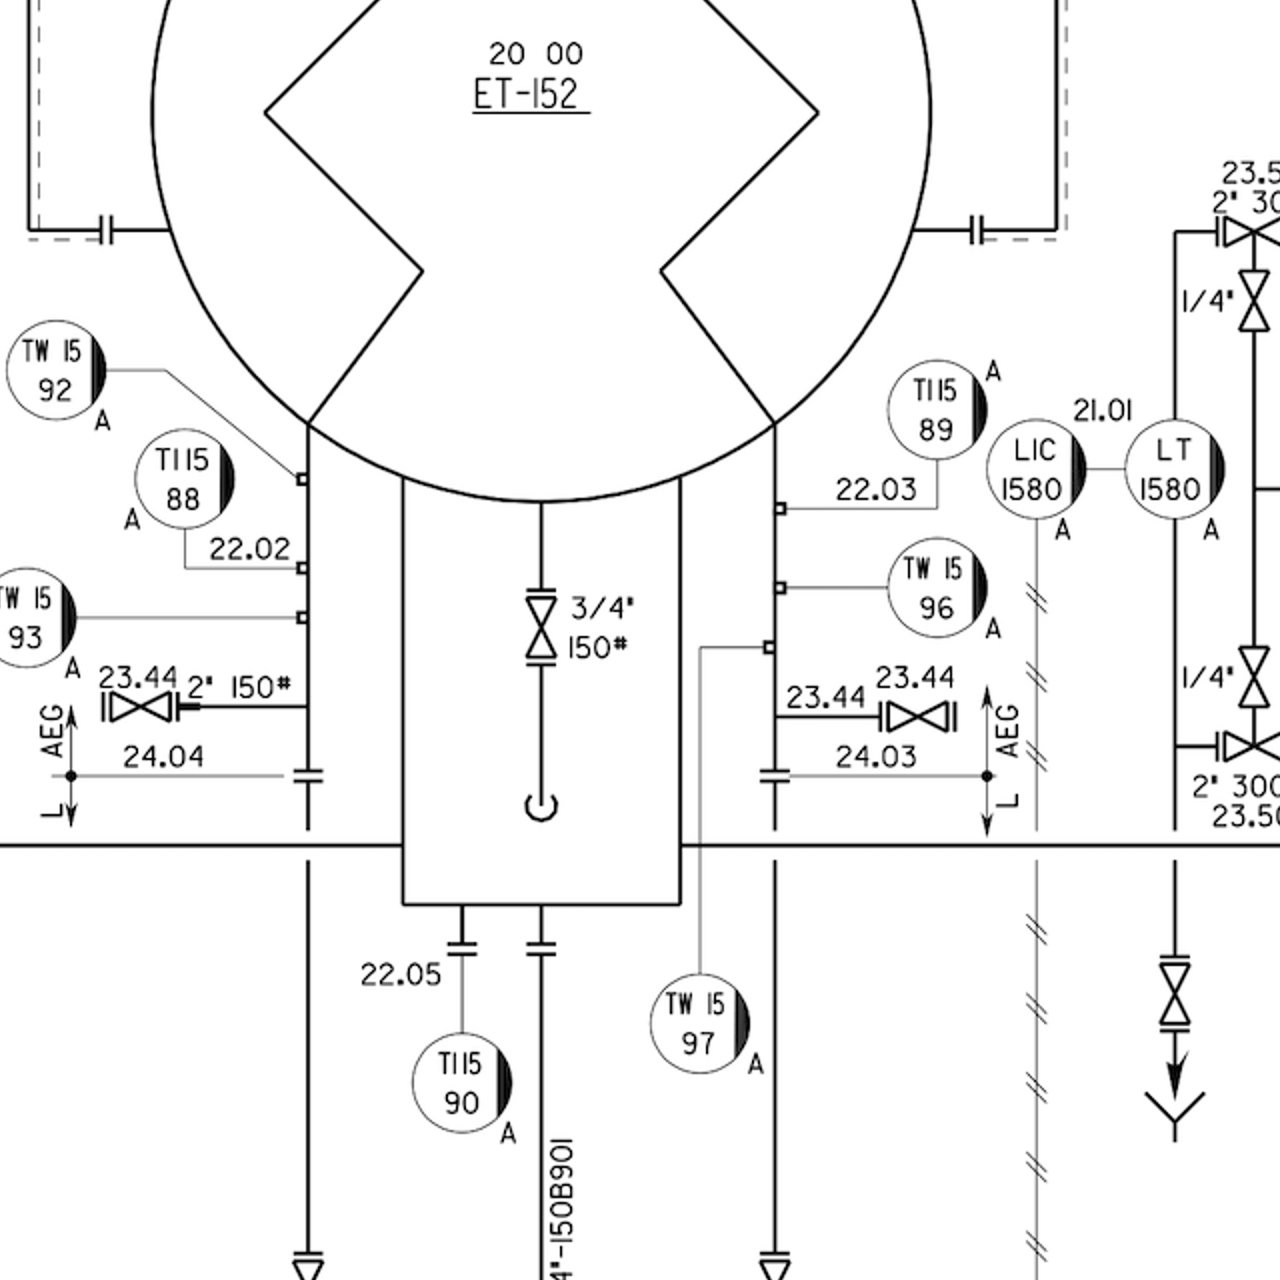 20 00
ET-152
23.5
2" 30
1/4"
TW 15
92
A
TI15
89
A
21.01
LIC
1580
A
LT
1580
A
TI15
88
A
22.02
22.03
TW 15
93
A
3/4"
150#
TW 15
96
A
23.44
2" 150#
23.44
23.44
1/4"
AEG
L
24.04
24.03
AEG
L
2" 300
23.50
22.05
TW 15
97
A
TI15
90
A
4"-150B901